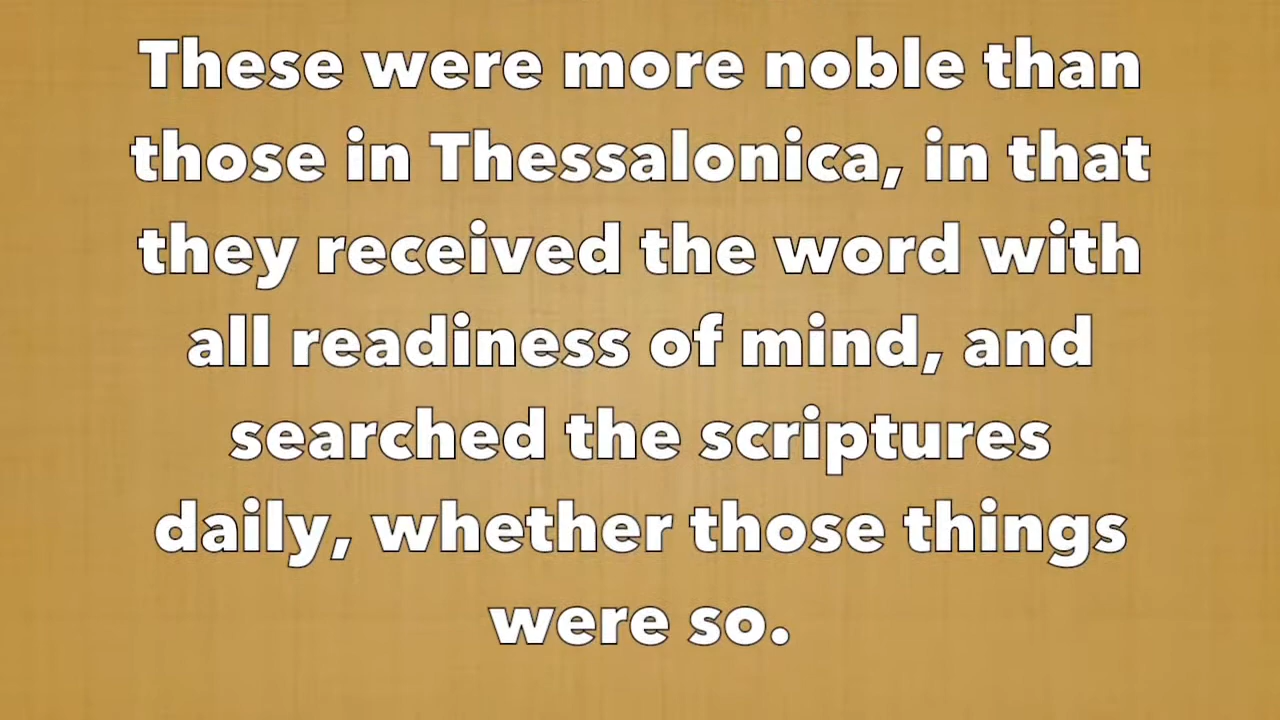 These were more noble than
those in Thessalonica, in that
they received the word with
all readiness of mind, and
searched the scriptures
daily, whether those things
were so.